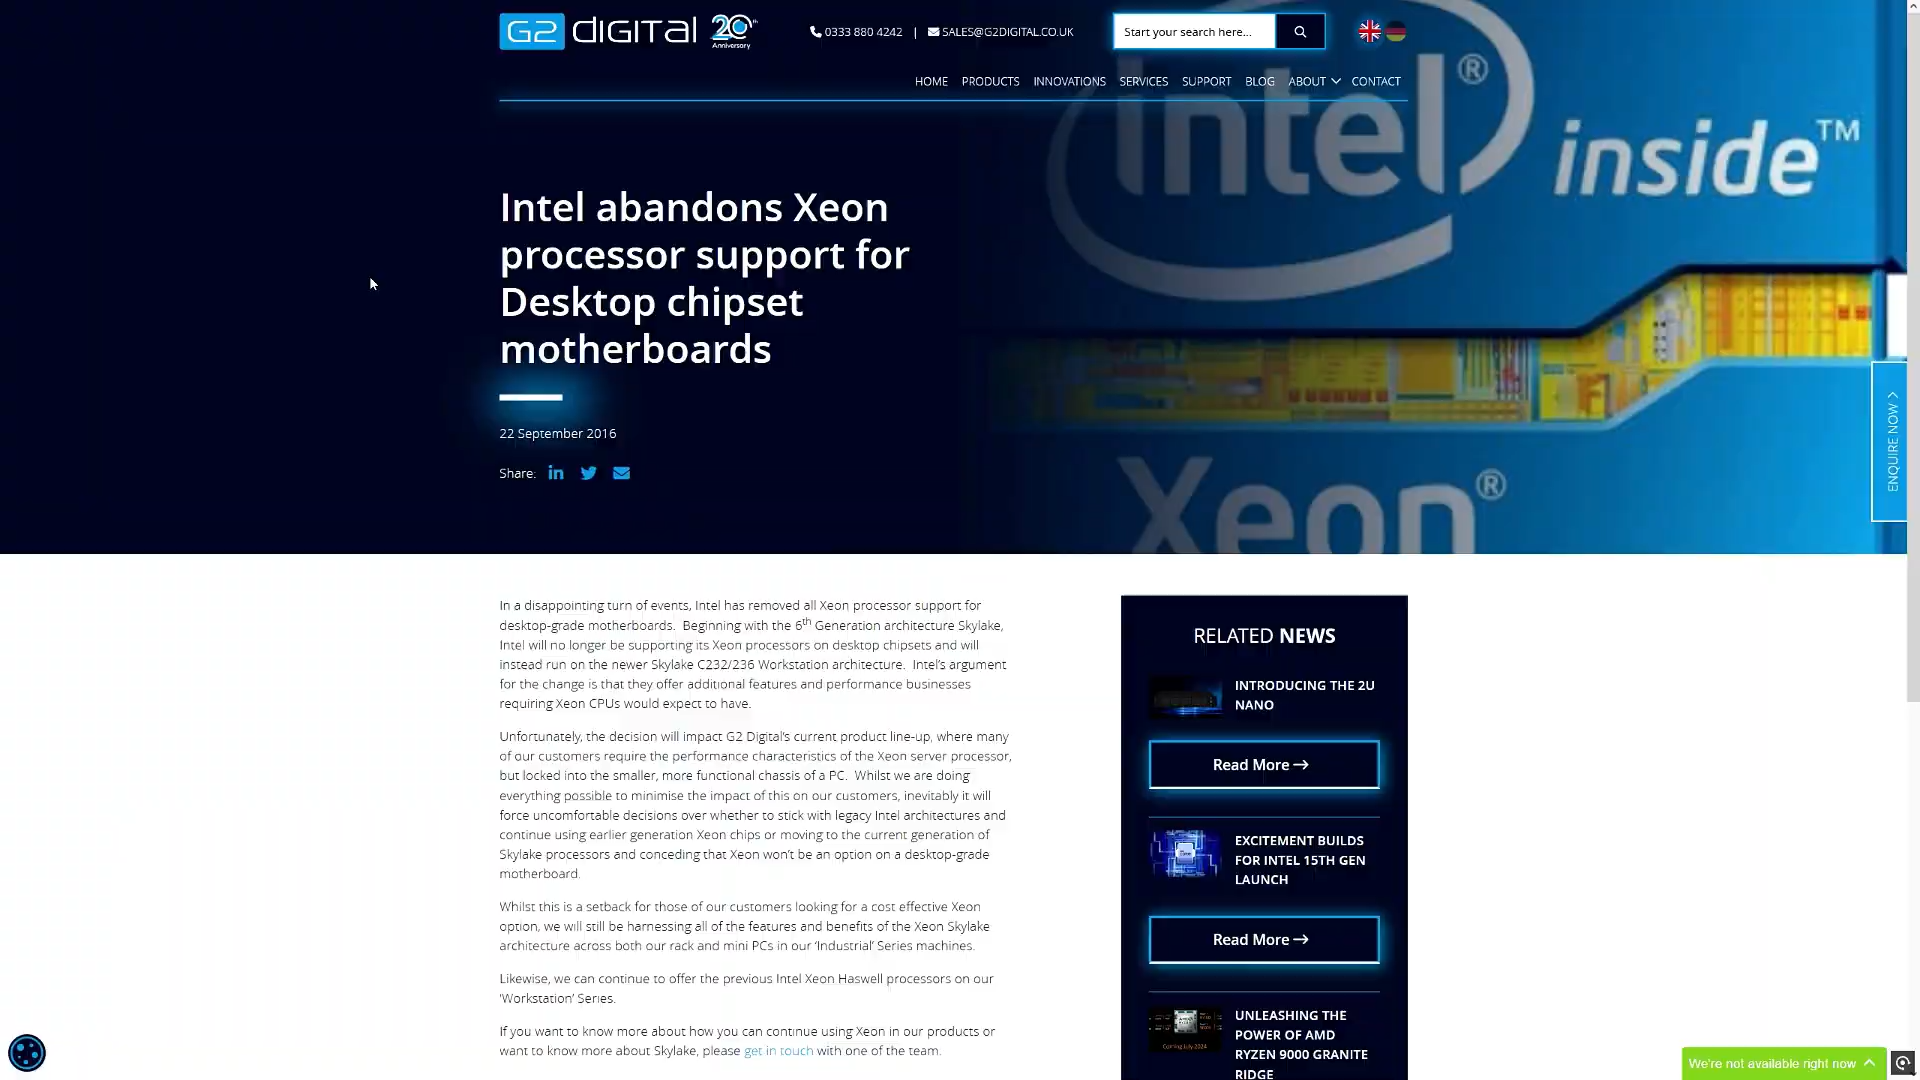 G2 DIGITAL 20th Anniversary
0333 880 4242 | SALES@G2DIGITAL.CO.UK
Start your search here...
HOME PRODUCTS INNOVATIONS SERVICES SUPPORT BLOG ABOUT CONTACT
intel® inside™
Xeon®
Intel abandons Xeon
processor support for
Desktop chipset
motherboards
22 September 2016
Share:
ENQUIRE NOW
In a disappointing turn of events, Intel has removed all Xeon processor support for
desktop-grade motherboards. Beginning with the 6th Generation architecture Skylake,
Intel will no longer be supporting its Xeon processors on desktop chipsets and will
instead run on the newer Skylake C232/236 Workstation architecture. Intel's argument
for the change is that they offer additional features and performance businesses
requiring Xeon CPUs would expect to have.
Unfortunately, the decision will impact G2 Digital's current product line-up, where many
of our customers require the performance characteristics of the Xeon server processor,
but locked into the smaller, more functional chassis of a PC. Whilst we are doing
everything possible to minimise the impact of this on our customers, inevitably it will
force uncomfortable decisions over whether to stick with legacy Intel architectures and
continue using earlier generation Xeon chips or moving to the current generation of
Skylake processors and conceding that Xeon won't be an option on a desktop-grade
motherboard.
Whilst this is a setback for those of our customers looking for a cost effective Xeon
option, we will still be harnessing all of the features and benefits of the Xeon Skylake
architecture across both our rack and mini PCs in our 'Industrial' Series machines.
Likewise, we can continue to offer the previous Intel Xeon Haswell processors on our
'Workstation' Series.
If you want to know more about how you can continue using Xeon in our products or
want to know more about Skylake, please get in touch with one of the team.
RELATED NEWS
INTRODUCING THE 2U
NANO
Read More
EXCITEMENT BUILDS
FOR INTEL 15TH GEN
LAUNCH
Read More
Coming July 2024
UNLEASHING THE
POWER OF AMD
RYZEN 9000 GRANITE
RIDGE
We're not available right now